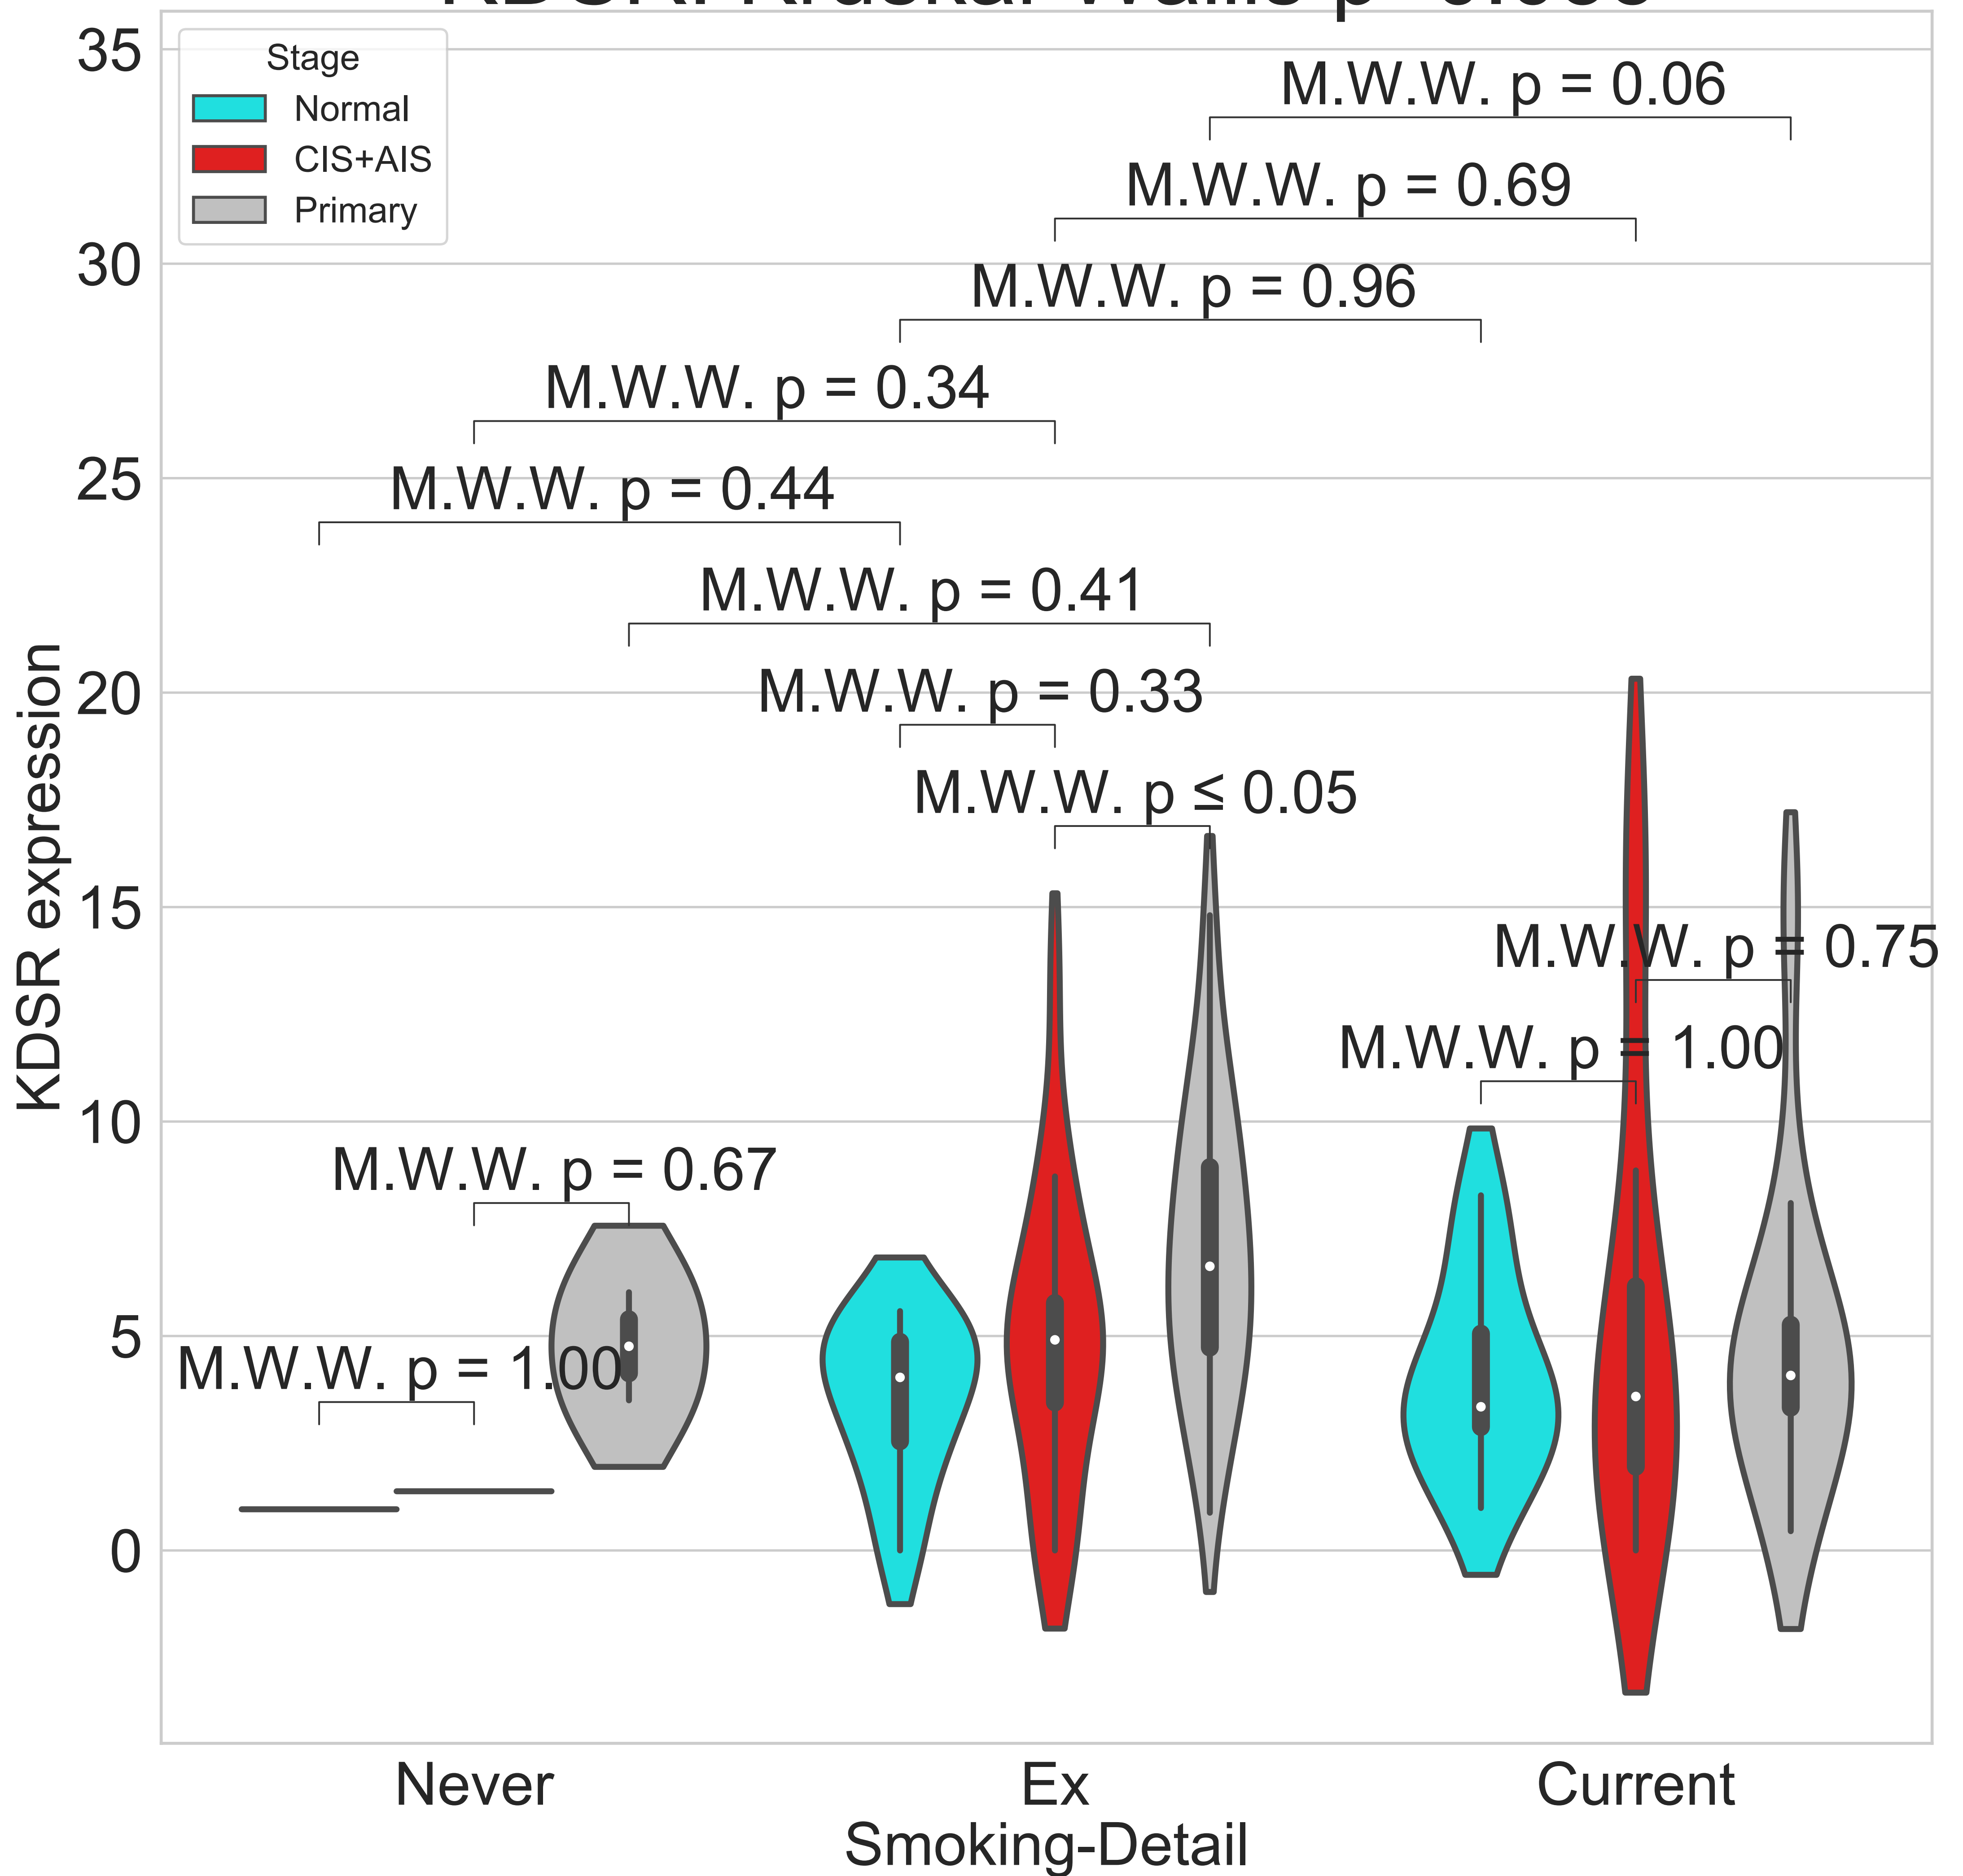 35
Stage
Normal
CIS+AIS
Primary
M.W.W. p = 0.06
M.W.W. p = 0.69
30
M.W.W. p = 0.96
M.W.W. p = 0.34
25
M.W.W. p = 0.44
M.W.W. p = 0.41
20
M.W.W. p = 0.33
M.W.W. p ≤ 0.05
15
M.W.W. p = 0.75
M.W.W. p = 1.00
10
M.W.W. p = 0.67
5
M.W.W. p = 1.00
0
KDSR expression
Never
Ex
Current
Smoking-Detail